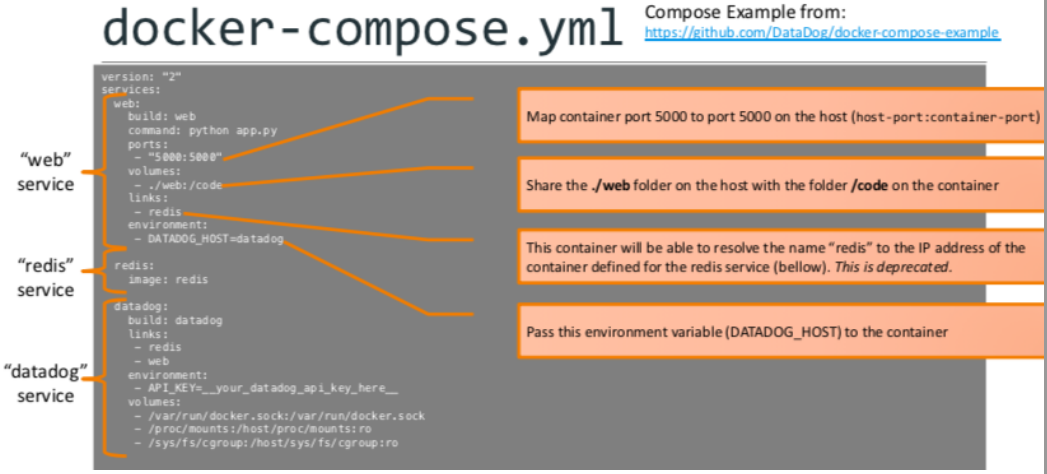 docker-compose.yml
Compose Example from:
https://github.com/DataDog/docker-compose-example
version: "2"
services:
web:
build: web
command: python app.py
ports:
– "5000:5000"
volumes:
– ./web:/code
links:
– redis
environment:
– DATADOG_HOST=datadog
redis:
image: redis
datadog:
build: datadog
links:
– redis
– web
environment:
– API_KEY=__your_datadog_api_key_here__
volumes:
– /var/run/docker.sock:/var/run/docker.sock
– /proc/mounts:/host/proc/mounts:ro
– /sys/fs/cgroup:/host/sys/fs/cgroup:ro
“web”
service
“redis”
service
“datadog”
service
Map container port 5000 to port 5000 on the host (host-port:container-port)
Share the ./web folder on the host with the folder /code on the container
This container will be able to resolve the name “redis” to the IP address of the
container defined for the redis service (bellow). This is deprecated.
Pass this environment variable (DATADOG_HOST) to the container